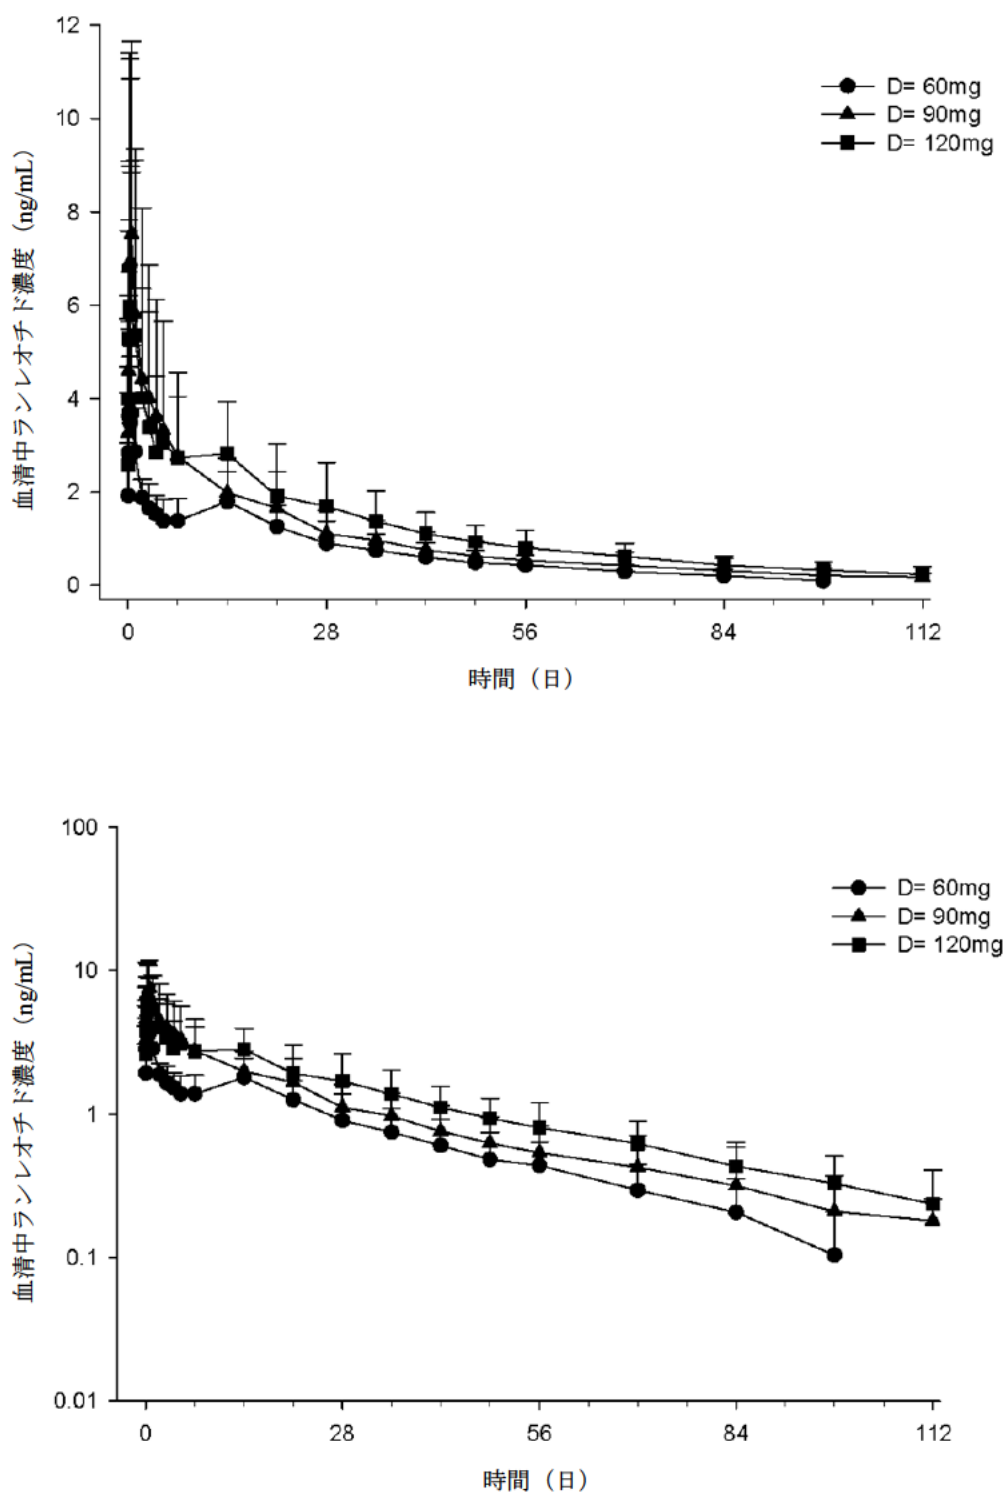 12
10
8
6
4
2
0
血清中ランレオチド濃度（ng/mL）
D= 60mg
D= 90mg
D= 120mg
0 28 56 84 112
時間（日）
100
10
1
0.1
0.01
血清中ランレオチド濃度（ng/mL）
D= 60mg
D= 90mg
D= 120mg
0 28 56 84 112
時間（日）